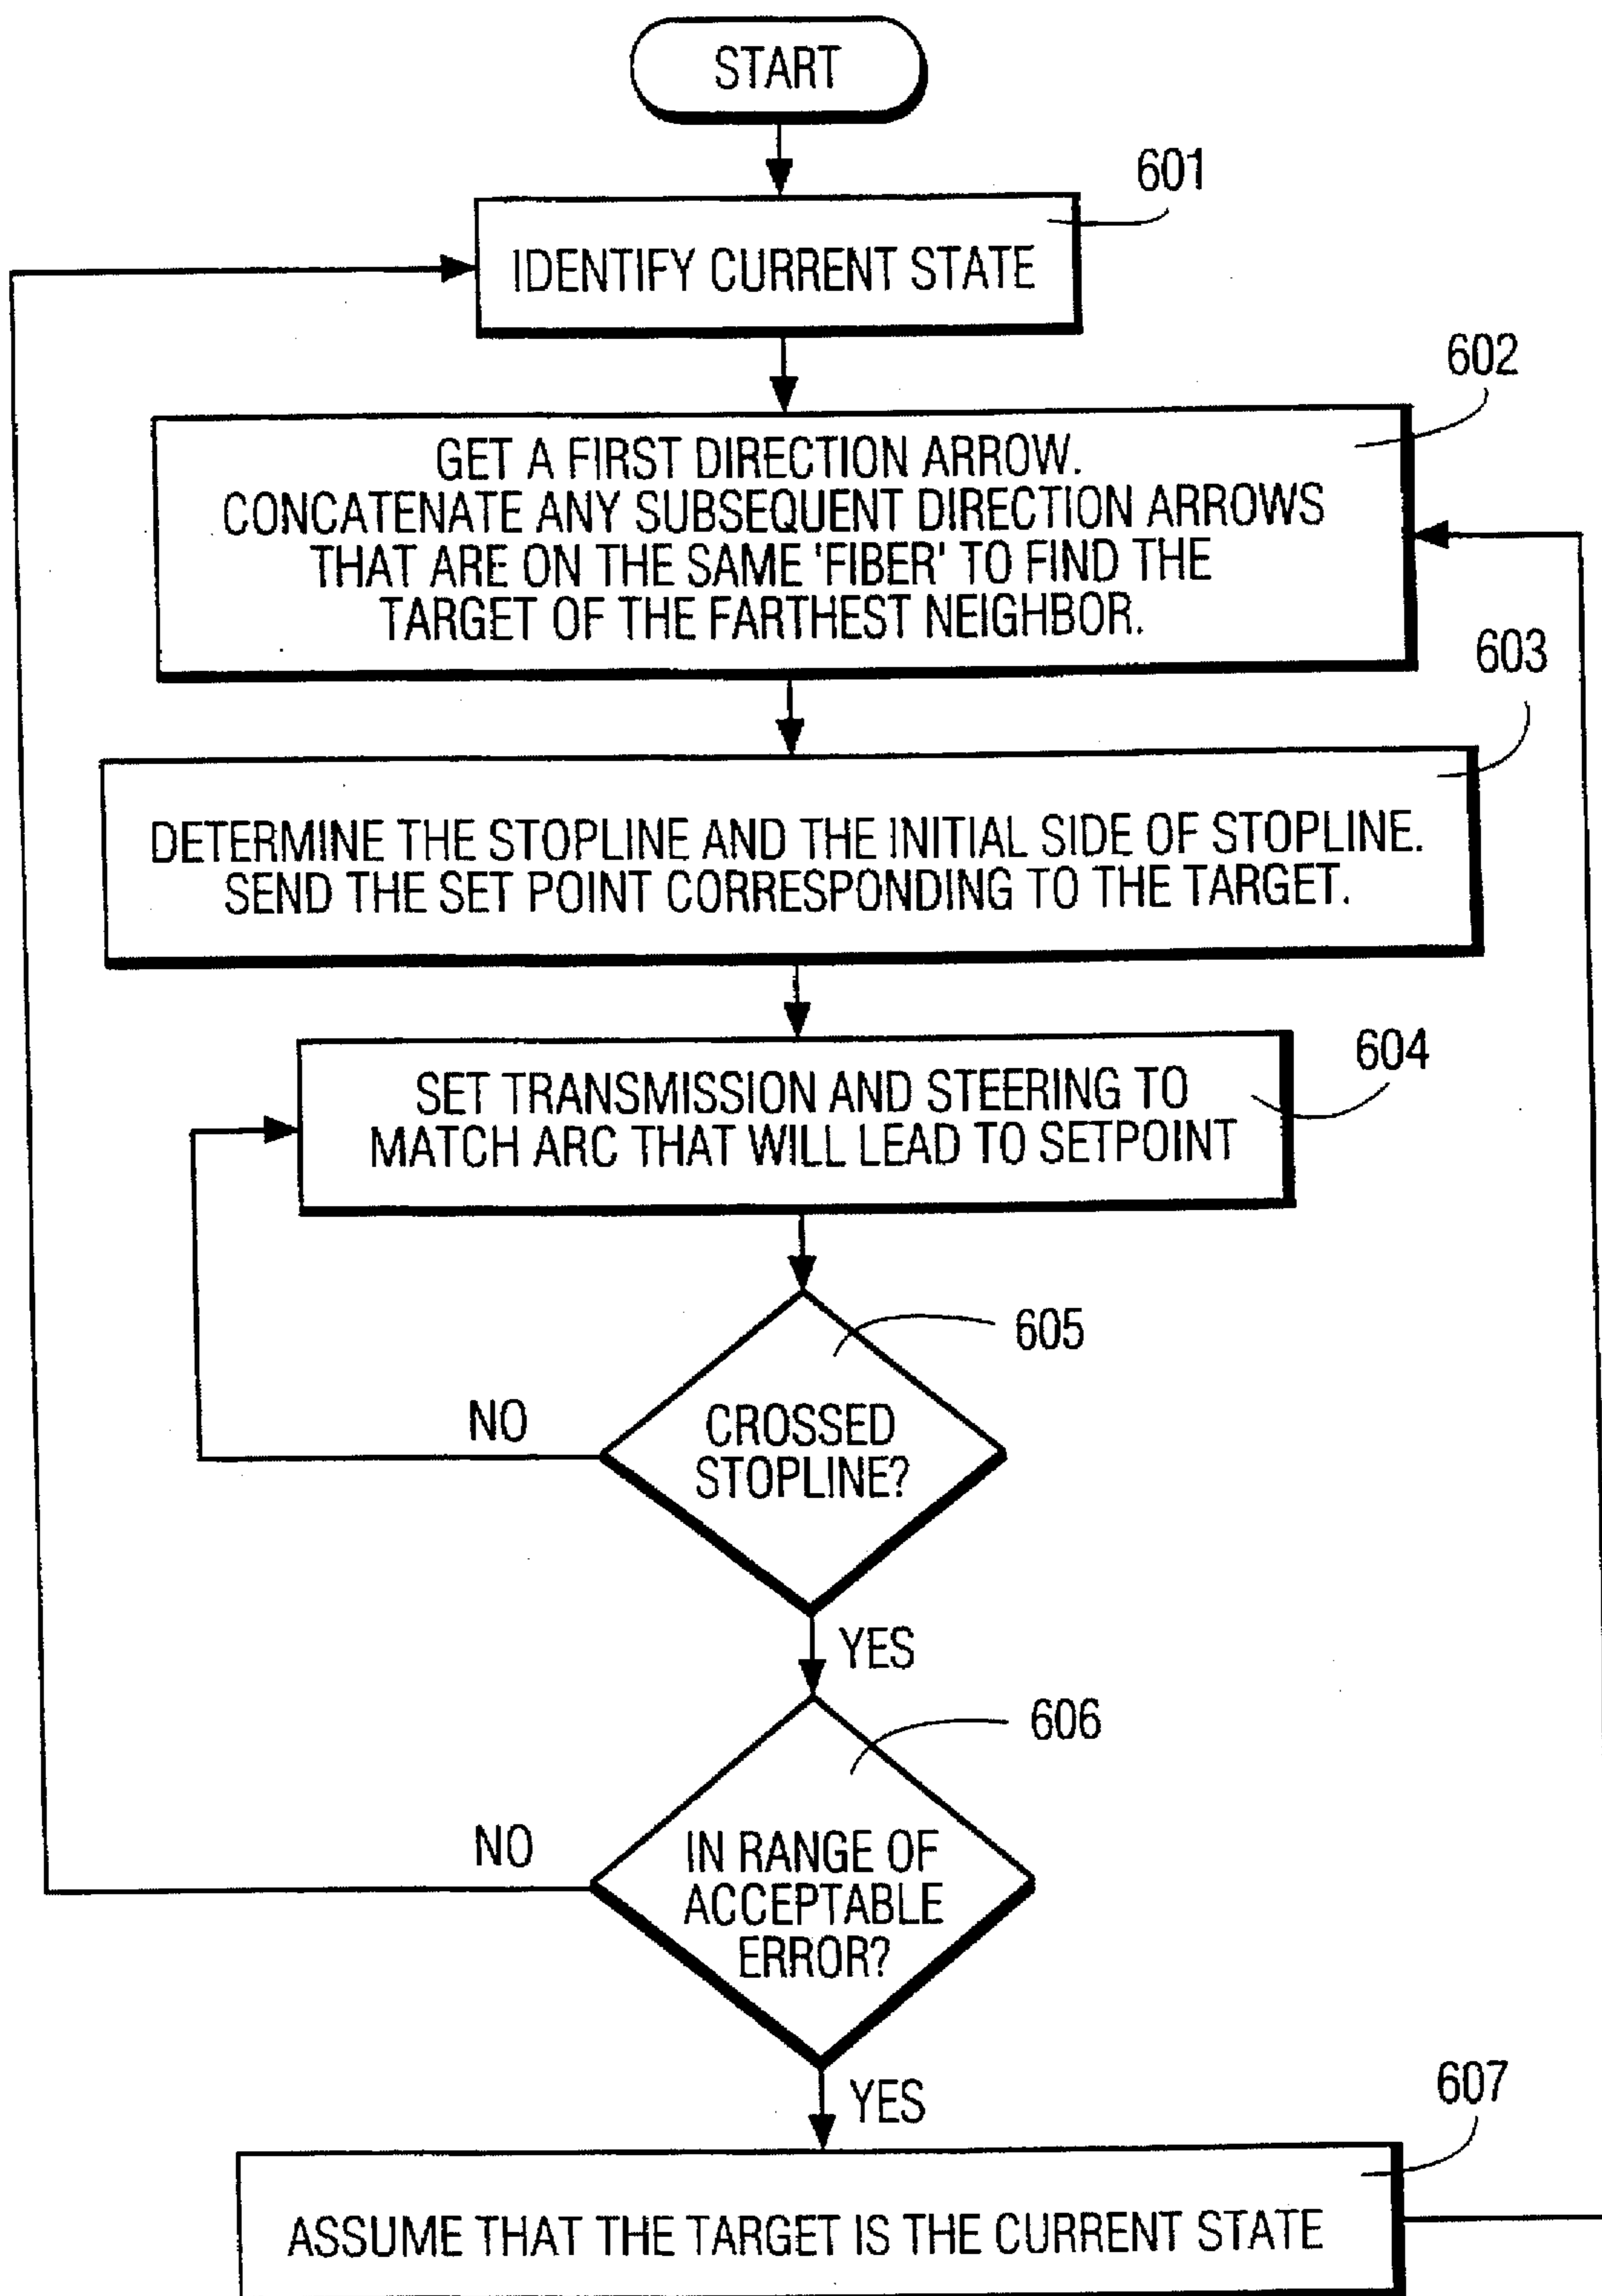 START
601
IDENTIFY CURRENT STATE
602
GET A FIRST DIRECTION ARROW.
CONCATENATE ANY SUBSEQUENT DIRECTION ARROWS
THAT ARE ON THE SAME 'FIBER' TO FIND THE
TARGET OF THE FARTHEST NEIGHBOR.
603
DETERMINE THE STOPLINE AND THE INITIAL SIDE OF STOPLINE.
SEND THE SET POINT CORRESPONDING TO THE TARGET.
604
SET TRANSMISSION AND STEERING TO
MATCH ARC THAT WILL LEAD TO SETPOINT
605
NO
CROSSED
STOPLINE?
YES
606
NO
IN RANGE OF
ACCEPTABLE
ERROR?
YES
607
ASSUME THAT THE TARGET IS THE CURRENT STATE